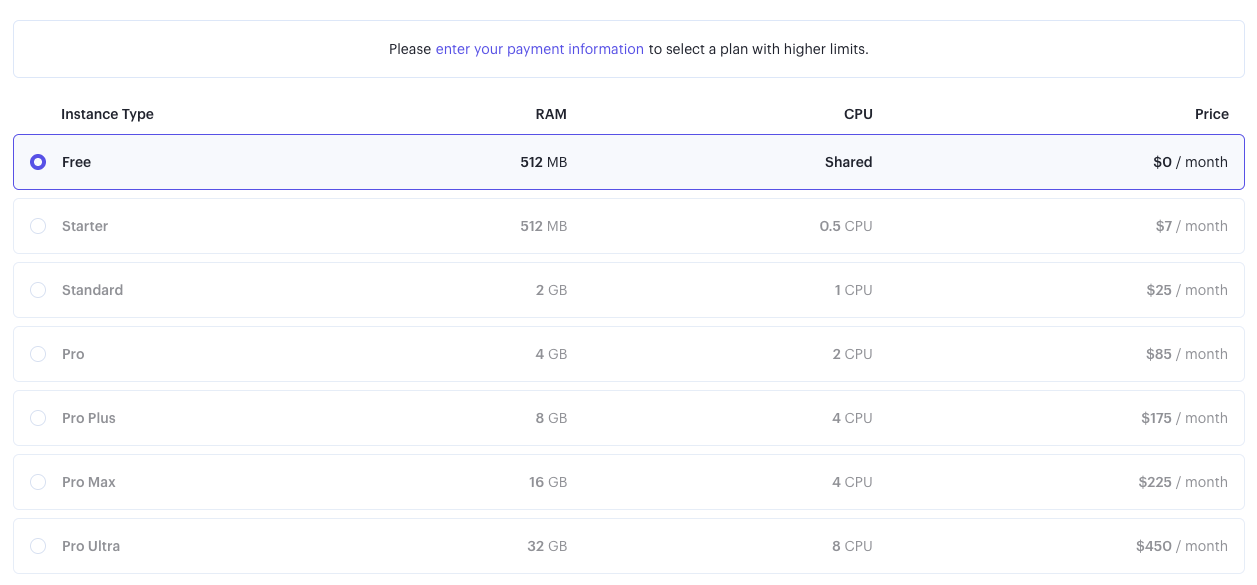 Please enter your payment information to select a plan with higher limits.
Instance Type RAM CPU Price
Free 512 MB Shared $0 / month
Starter 512 MB 0.5 CPU $7 / month
Standard 2 GB 1 CPU $25 / month
Pro 4 GB 2 CPU $85 / month
Pro Plus 8 GB 4 CPU $175 / month
Pro Max 16 GB 4 CPU $225 / month
Pro Ultra 32 GB 8 CPU $450 / month